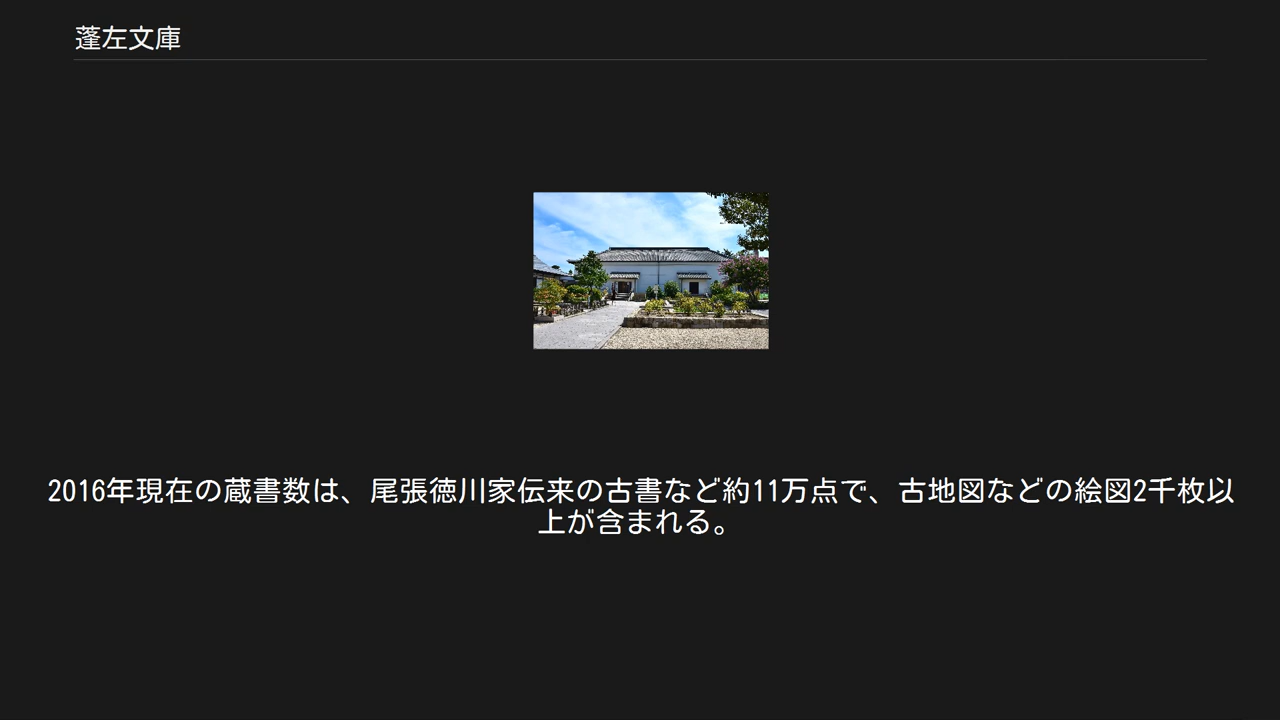 蓬左文庫
2016年現在の蔵書数は、尾張徳川家伝来の古書など約11万点で、古地図などの絵図2千枚以
上が含まれる。